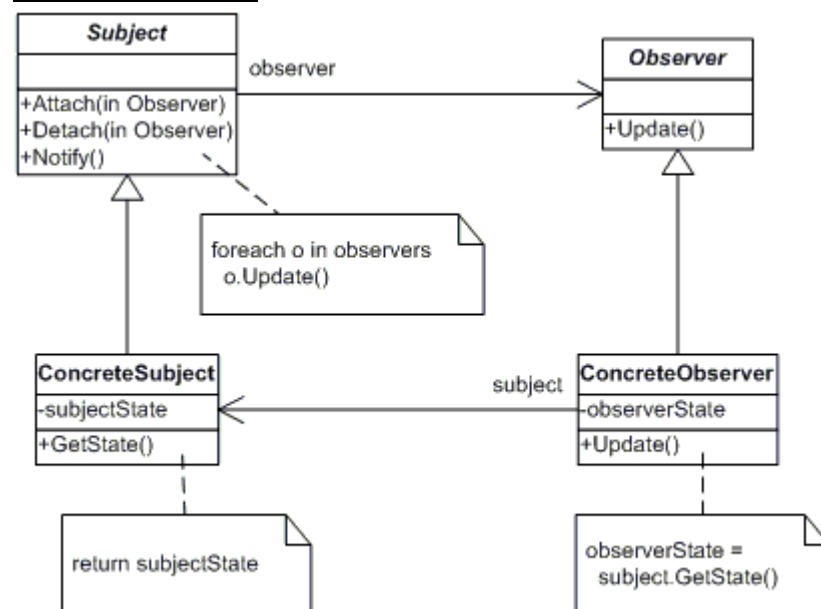 Subject
+Attach(in Observer)
+Detach(in Observer)
+Notify()
observer
Observer
+Update()
foreach o in observers
o.Update()
ConcreteSubject
-subjectState
+GetState()
subject
ConcreteObserver
-observerState
+Update()
return subjectState
observerState =
subject.GetState()